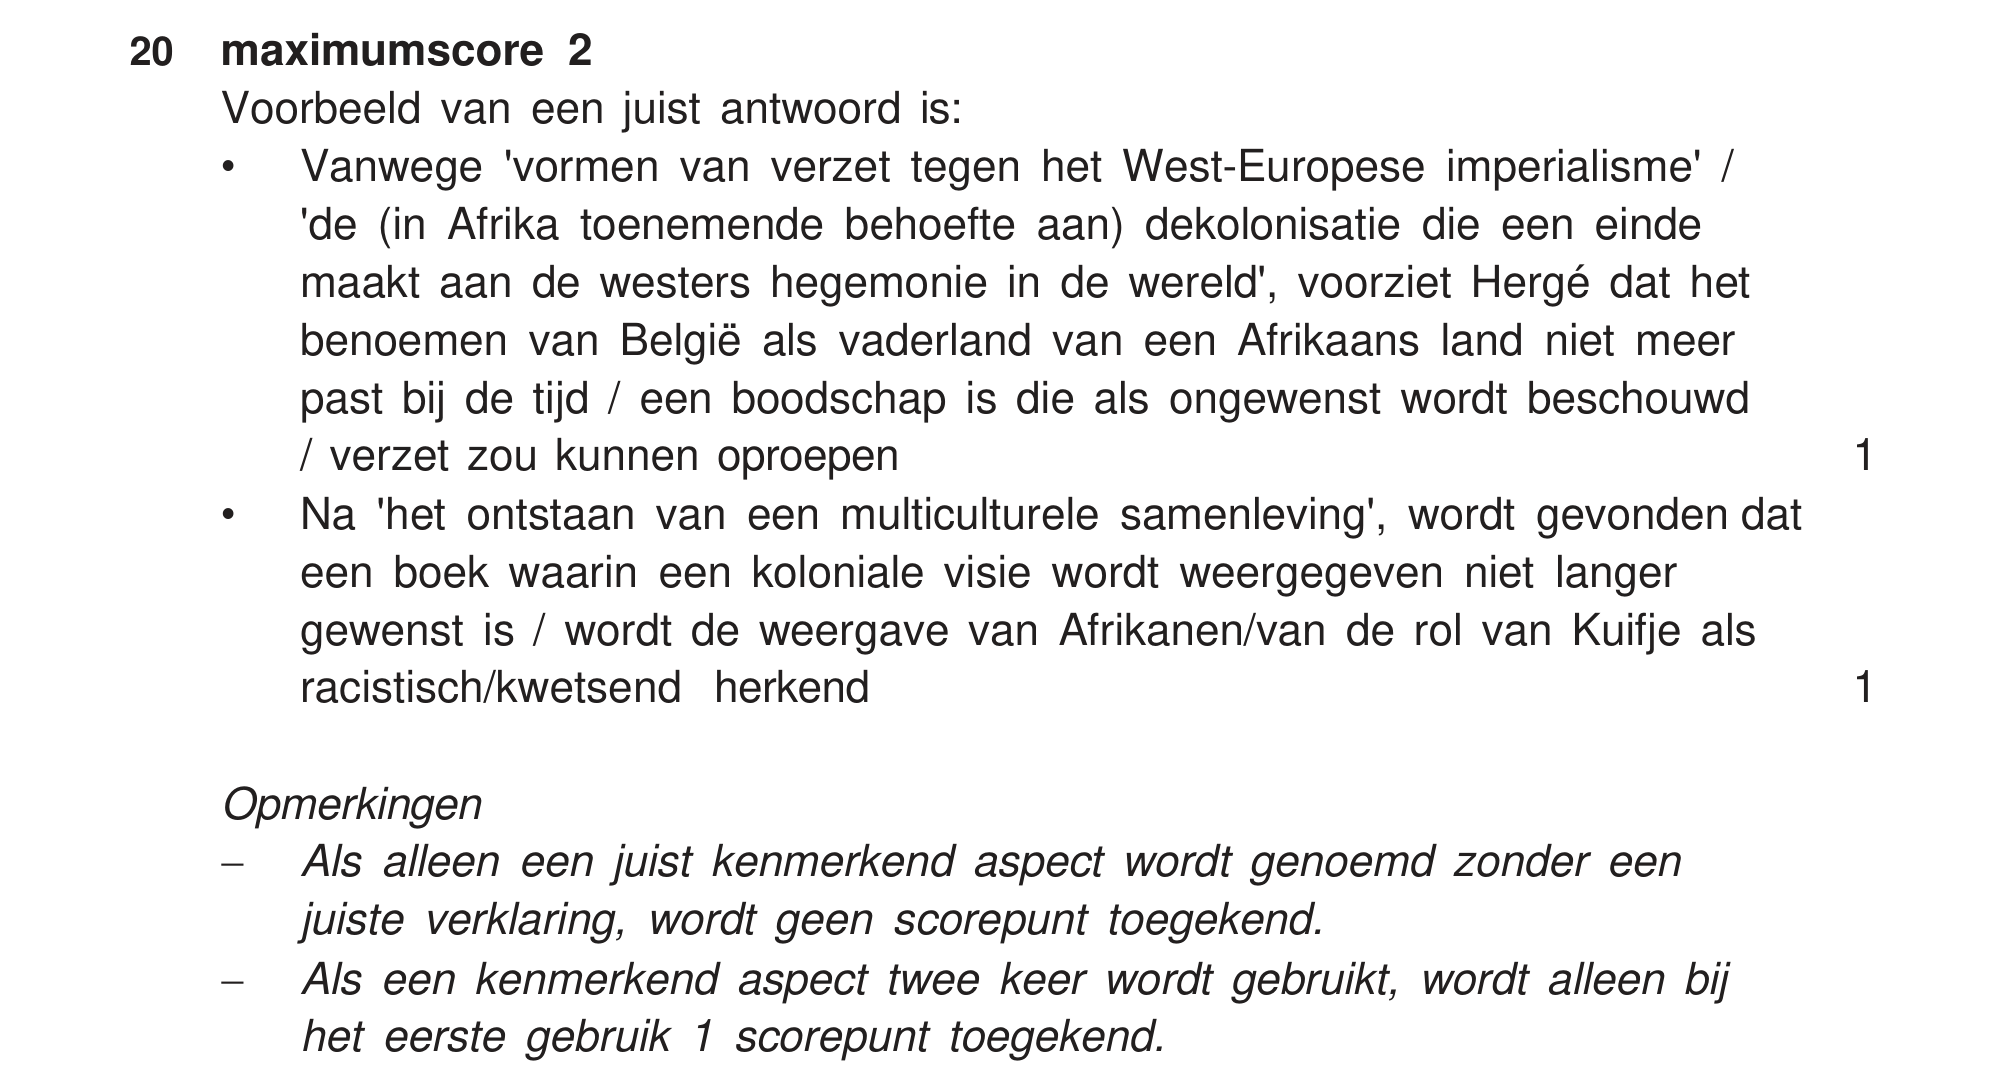 20 maximumscore 2
Voorbeeld van een juist antwoord is:
• Vanwege 'vormen van verzet tegen het West-Europese imperialisme' /
'de (in Afrika toenemende behoefte aan) dekolonisatie die een einde
maakt aan de westers hegemonie in de wereld', voorziet Hergé dat het
benoemen van België als vaderland van een Afrikaans land niet meer
past bij de tijd / een boodschap is die als ongewenst wordt beschouwd
/ verzet zou kunnen oproepen 1
• Na 'het ontstaan van een multiculturele samenleving', wordt gevonden dat
een boek waarin een koloniale visie wordt weergegeven niet langer
gewenst is / wordt de weergave van Afrikanen/van de rol van Kuifje als
racistisch/kwetsend herkend 1
Opmerkingen
– Als alleen een juist kenmerkend aspect wordt genoemd zonder een
juiste verklaring, wordt geen scorepunt toegekend.
– Als een kenmerkend aspect twee keer wordt gebruikt, wordt alleen bij
het eerste gebruik 1 scorepunt toegekend.